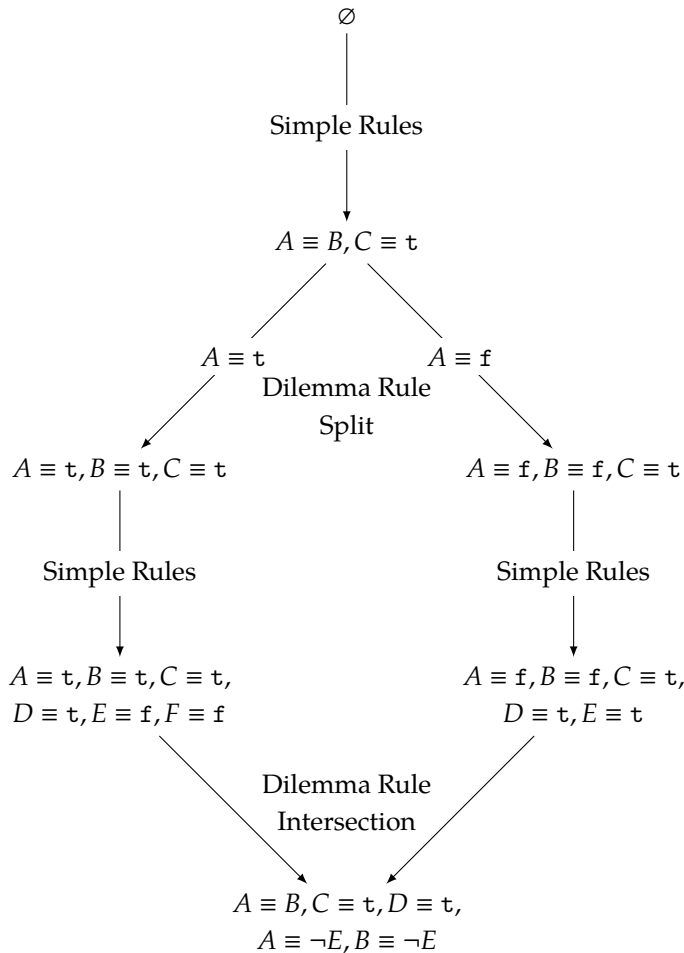 ∅
Simple Rules
A ≡ B, C ≡ t
A ≡ t
A ≡ f
Dilemma Rule
Split
A ≡ t, B ≡ t, C ≡ t
A ≡ f, B ≡ f, C ≡ t
Simple Rules
Simple Rules
A ≡ t, B ≡ t, C ≡ t,
D ≡ t, E ≡ f, F ≡ f
A ≡ f, B ≡ f, C ≡ t,
D ≡ t, E ≡ t
Dilemma Rule
Intersection
A ≡ B, C ≡ t, D ≡ t,
A ≡ ¬E, B ≡ ¬E